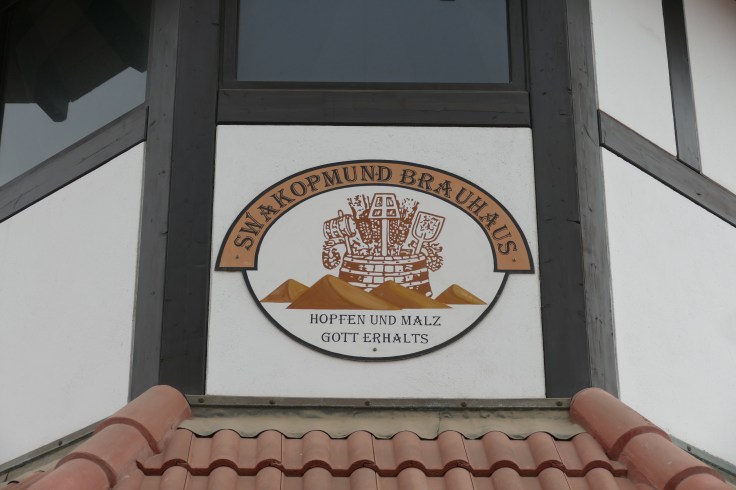 · SWAKOPMUND BRAUHAUS ·
HOPFEN UND MALZ
GOTT ERHALTS